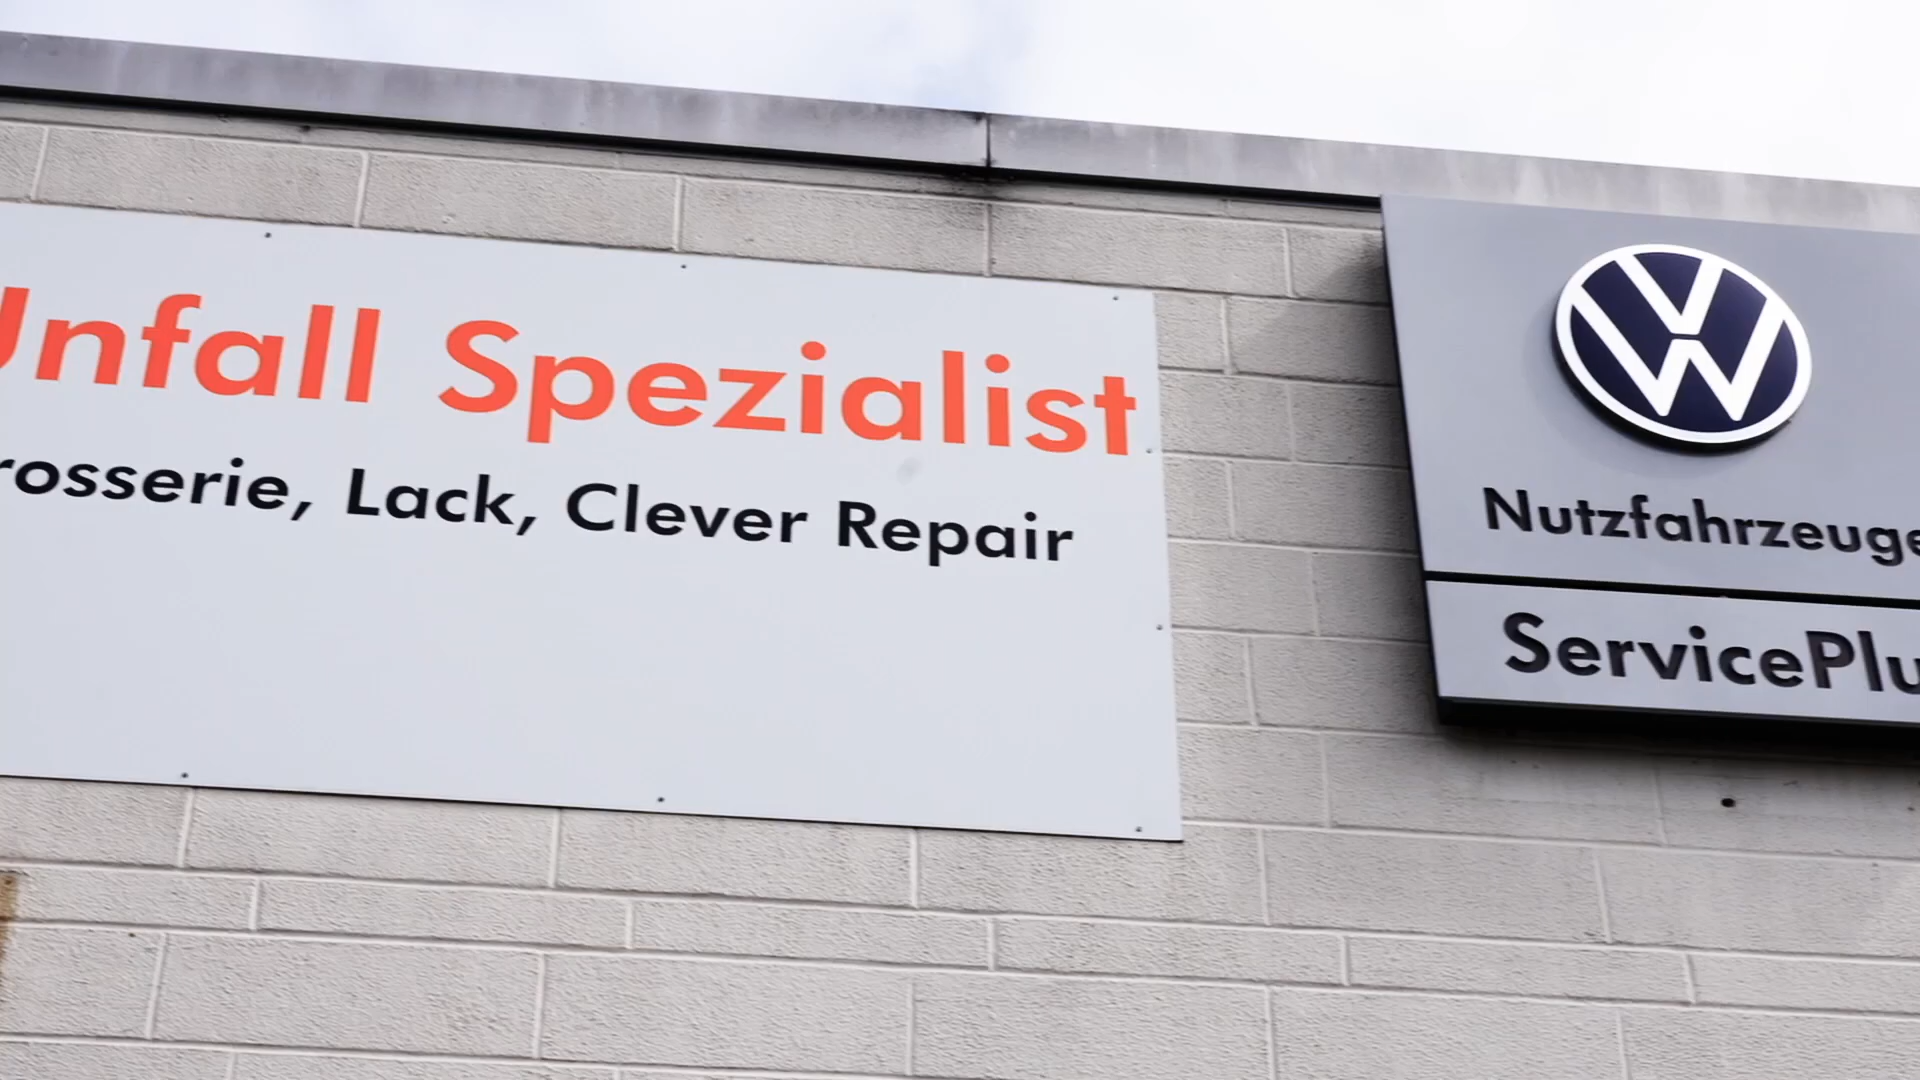 Unfall Spezialist
rosserie, Lack, Clever Repair
Nutzfahrzeuge
ServicePlu